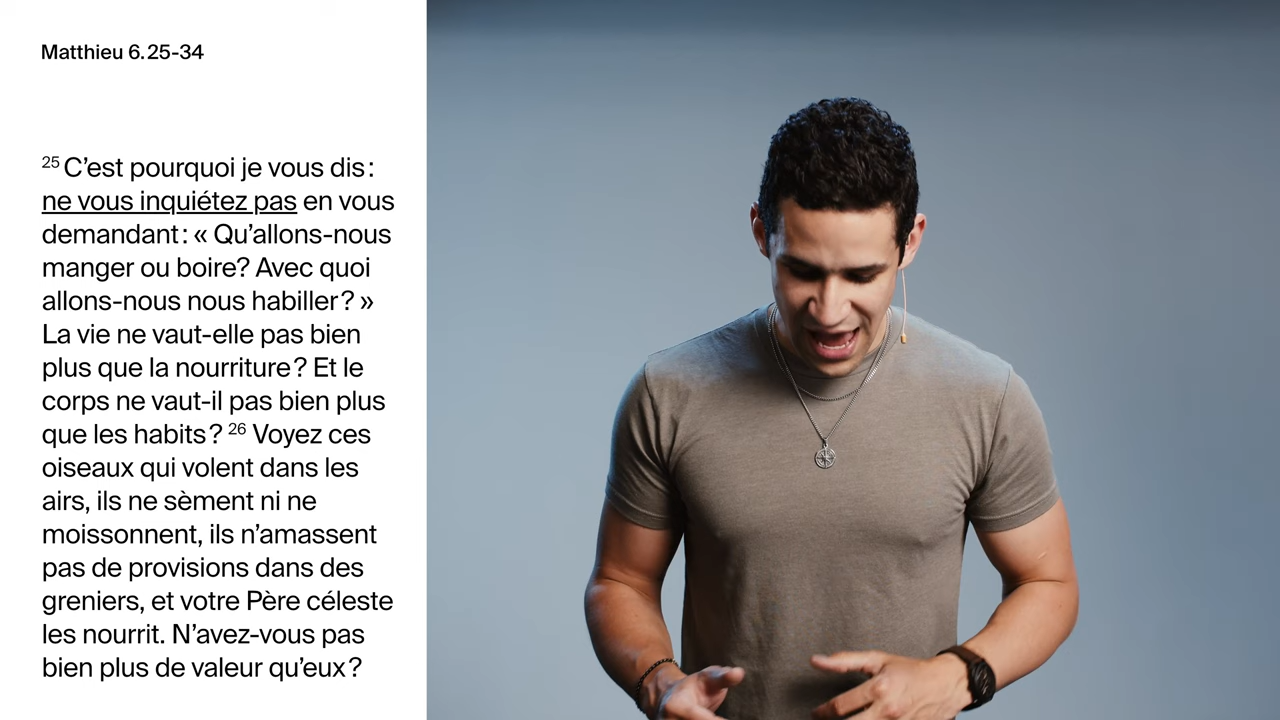 Matthieu 6.25-34
25 C’est pourquoi je vous dis :
ne vous inquiétez pas en vous
demandant : « Qu’allons-nous
manger ou boire? Avec quoi
allons-nous nous habiller ? »
La vie ne vaut-elle pas bien
plus que la nourriture ? Et le
corps ne vaut-il pas bien plus
que les habits ? 26 Voyez ces
oiseaux qui volent dans les
airs, ils ne sèment ni ne
moissonnent, ils n’amassent
pas de provisions dans des
greniers, et votre Père céleste
les nourrit. N’avez-vous pas
bien plus de valeur qu’eux ?